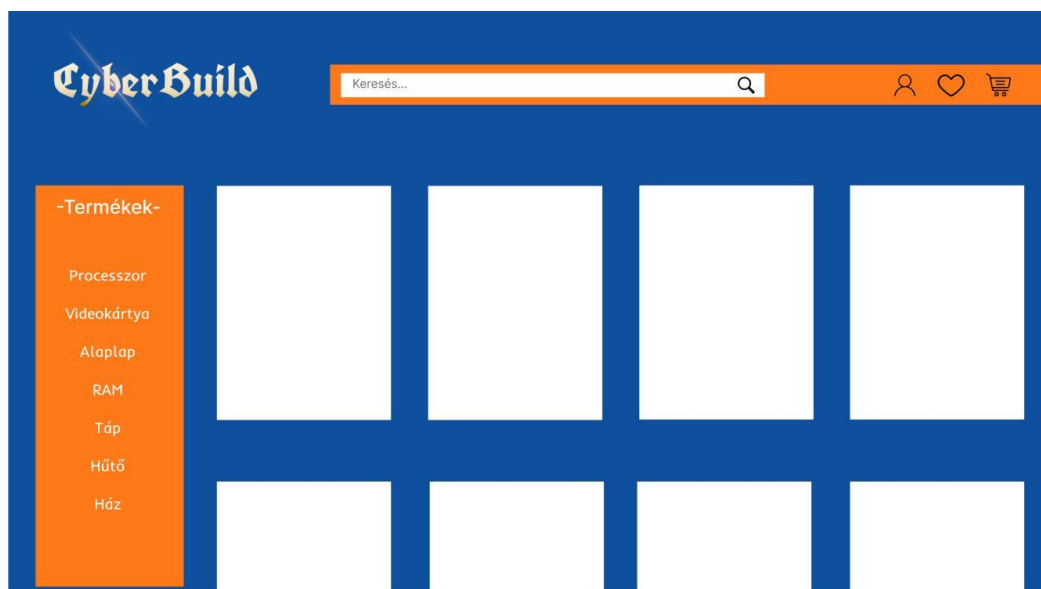 CyberBuild
Keresés...
-Termékek-
Processzor
Videokártya
Alaplap
RAM
Táp
Hűtő
Ház